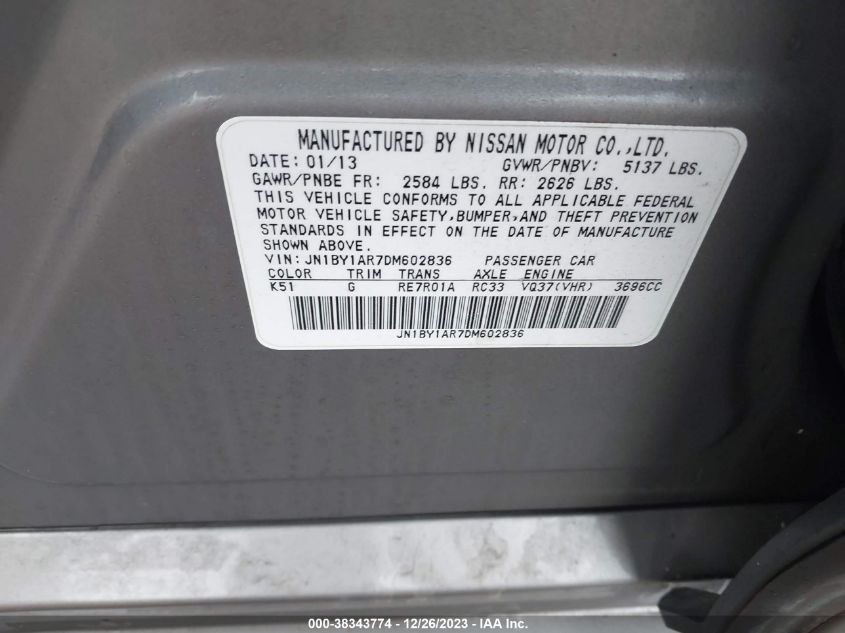 MANUFACTURED BY NISSAN MOTOR CO.,LTD.
DATE: 01/13 GVWR/PNBV: 5137 LBS.
GAWR/PNBE FR: 2584 LBS. RR: 2626 LBS.
THIS VEHICLE CONFORMS TO ALL APPLICABLE FEDERAL
MOTOR VEHICLE SAFETY,BUMPER,AND THEFT PREVENTION
STANDARDS IN EFFECT ON THE DATE OF MANUFACTURE
SHOWN ABOVE.
VIN: JN1BY1AR7DM602836 PASSENGER CAR
COLOR TRIM TRANS AXLE ENGINE
K51 G RE7R01A RC33 VQ37(VHR) 3696CC
JN1BY1AR7DM602836
000-38343774 - 12/26/2023 - IAA Inc.